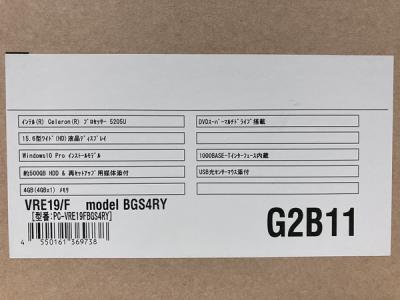 インテル(R) Celeron(R) プロセッサー 5205U
DVDスーパーマルチドライブ搭載
15.6型ワイド(HD)液晶ディスプレイ
Windows10 Pro インストールモデル
1000BASE-Tインターフェース内蔵
約500GB HDD & 再セットアップ用媒体添付
USB光センサーマウス添付
4GB(4GBx1) メモリ
VRE19/F model BGS4RY
[型番:PC-VRE19FBGS4RY]
G2B11
4 550161 369738